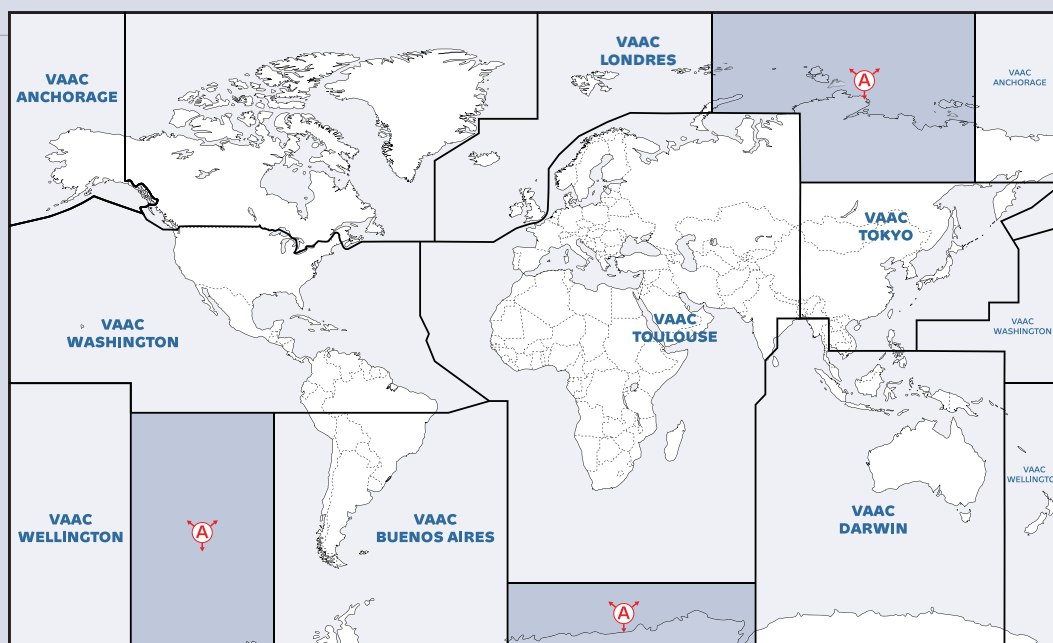 VAAC
LONDRES
VAAC
ANCHORAGE
A
VAAC
ANCHORAGE
VAAC
TOKYO
VAAC
WASHINGTON
VAAC
TOULOUSE
VAAC
WASHINGTON
VAAC
WELLINGTO
VAAC
WELLINGTON
A
VAAC
BUENOS AIRES
VAAC
DARWIN
A